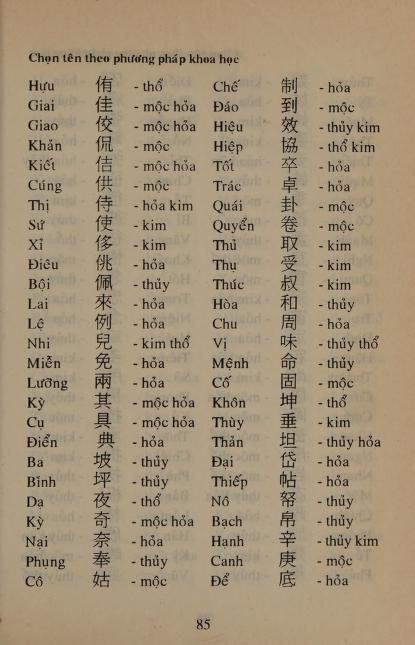 Chọn tên theo phương pháp khoa học
Hựu 侑 - thổ Chế 制 - hỏa
Giai 佳 - mộc hỏa Đáo 到 - mộc
Giao 佼 - mộc hỏa Hiệu 效 - thủy kim
Khản 侃 - mộc Hiệp 協 - thổ kim
Kiết 佶 - mộc hỏa Tốt 卒 - hỏa
Cúng 供 - mộc Trác 卓 - hỏa
Thị 侍 - hỏa kim Quái 卦 - mộc
Sứ 使 - kim Quyển 卷 - mộc
Xỉ 侈 - kim Thủ 取 - kim
Điêu 佻 - hỏa Thụ 受 - kim
Bội 佩 - thủy Thúc 叔 - kim
Lai 來 - hỏa Hòa 和 - thủy
Lệ 例 - hỏa Chu 周 - hỏa
Nhi 兒 - kim thổ Vị 味 - thủy thổ
Miễn 免 - hỏa Mệnh 命 - thủy
Lưỡng 兩 - hỏa Cố 固 - mộc
Kỳ 其 - mộc hỏa Khôn 坤 - thổ
Cụ 具 - mộc hỏa Thùy 垂 - kim
Điển 典 - hỏa Thản 坦 - thủy hỏa
Ba 坡 - thủy Đại 岱 - hỏa
Bỉnh 坪 - thủy Thiếp 帖 - hỏa
Dạ 夜 - thổ Nô 帑 - thủy
Kỳ 奇 - mộc hỏa Bạch 帛 - thủy
Nại 奈 - hỏa Hạnh 幸 - thủy kim
Phụng 奉 - thủy Canh 庚 - mộc
Cô 姑 - mộc Để 底 - hỏa
85